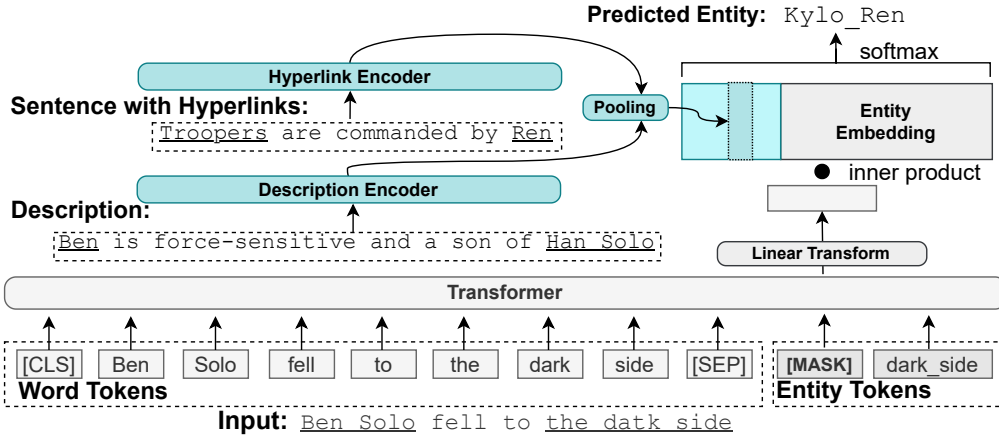 Predicted Entity: Kylo_Ren
softmax
Hyperlink Encoder
Sentence with Hyperlinks:
Pooling
Entity
Embedding
Troopers are commanded by Ren
inner product
Description Encoder
Description:
Ben is force-sensitive and a son of Han Solo
Linear Transform
Transformer
[CLS] Ben Solo fell to the dark side [SEP] [MASK] dark_side
Word Tokens Entity Tokens
Input: Ben Solo fell to the datk side